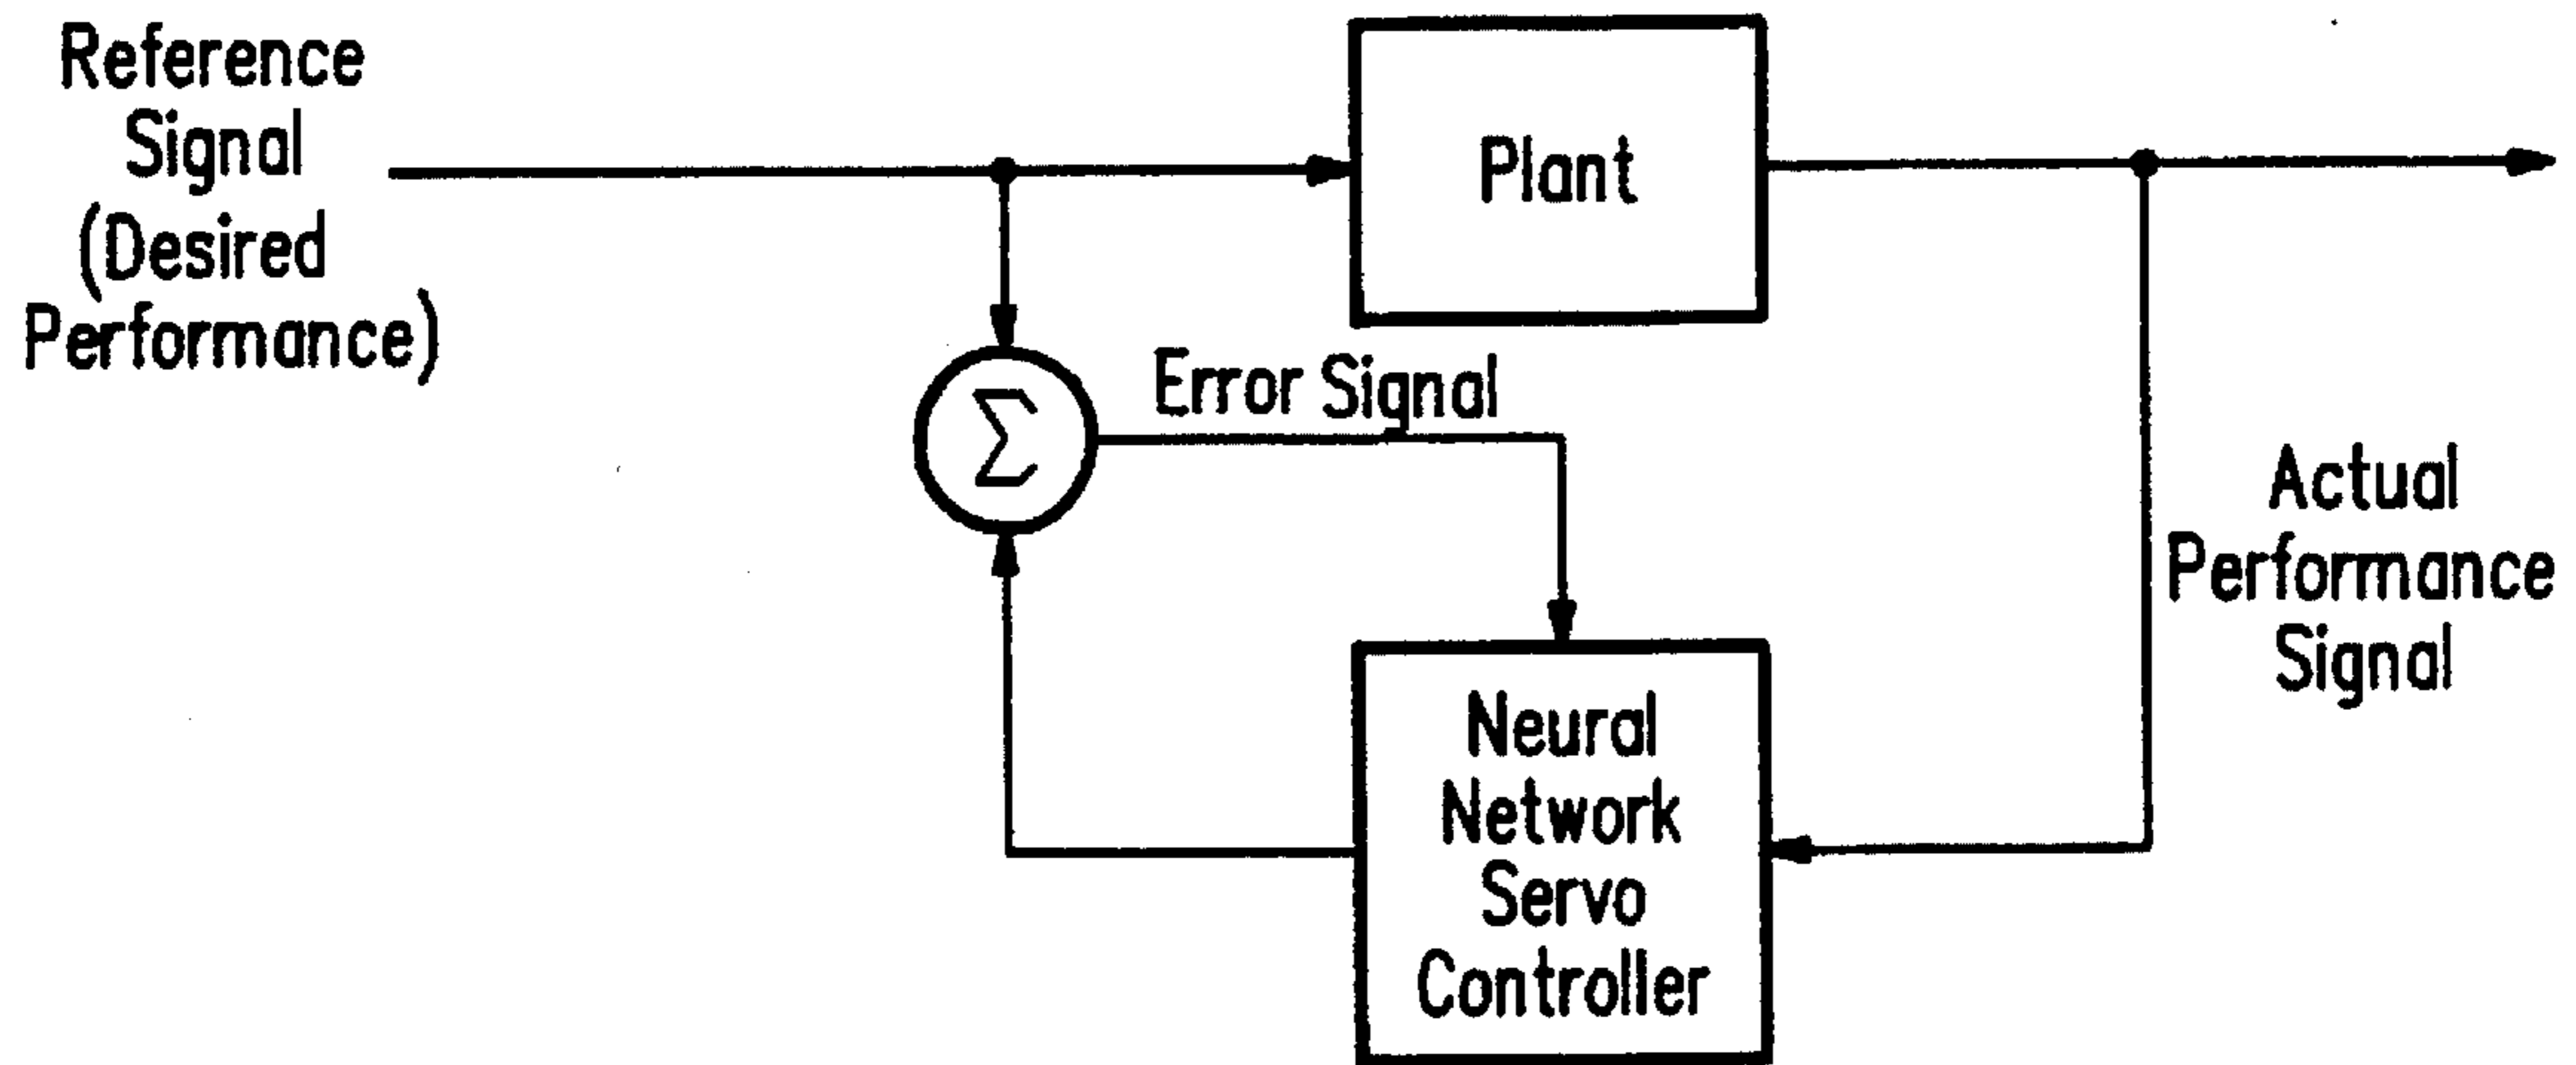 Reference
Signal
(Desired
Performance)
Plant
Σ
Error Signal
Actual
Performance
Signal
Neural
Network
Servo
Controller